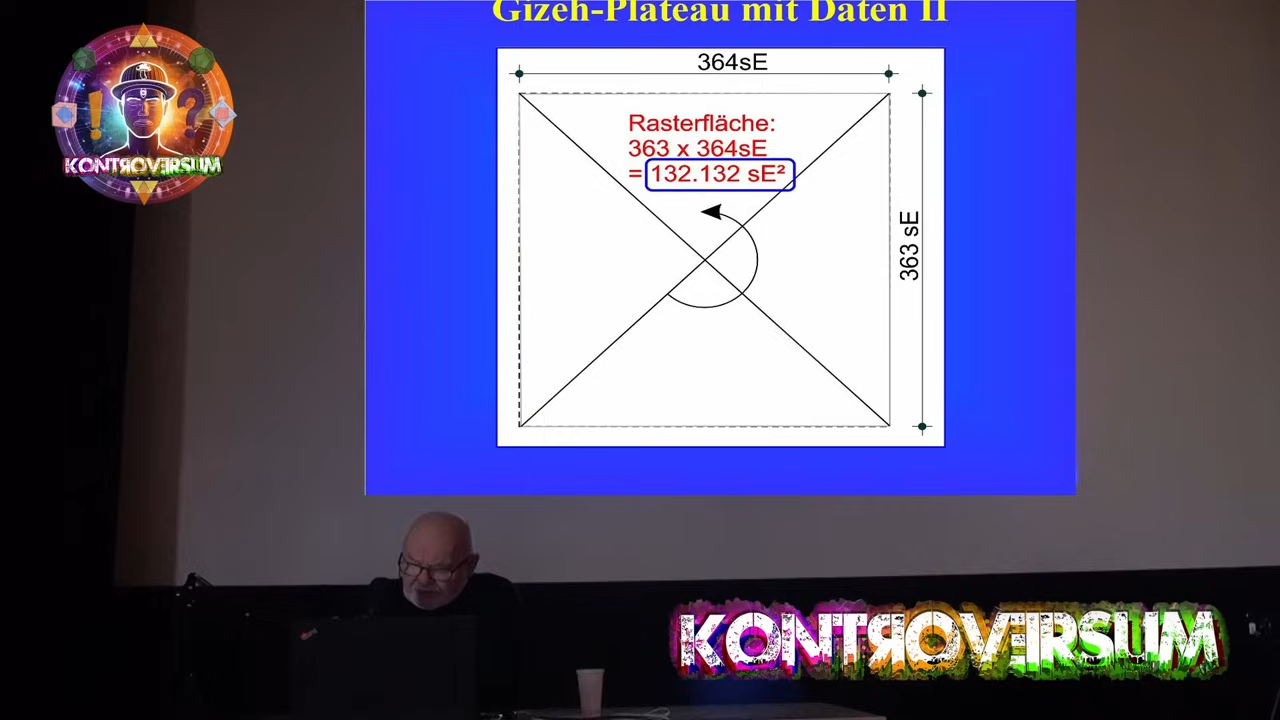 Gizeh-Plateau mit Daten II
364sE
Rasterfläche:
363 x 364sE
= 132.132 sE²
363 sE
! ?
KONTROVERSUM
KONTROVERSUM